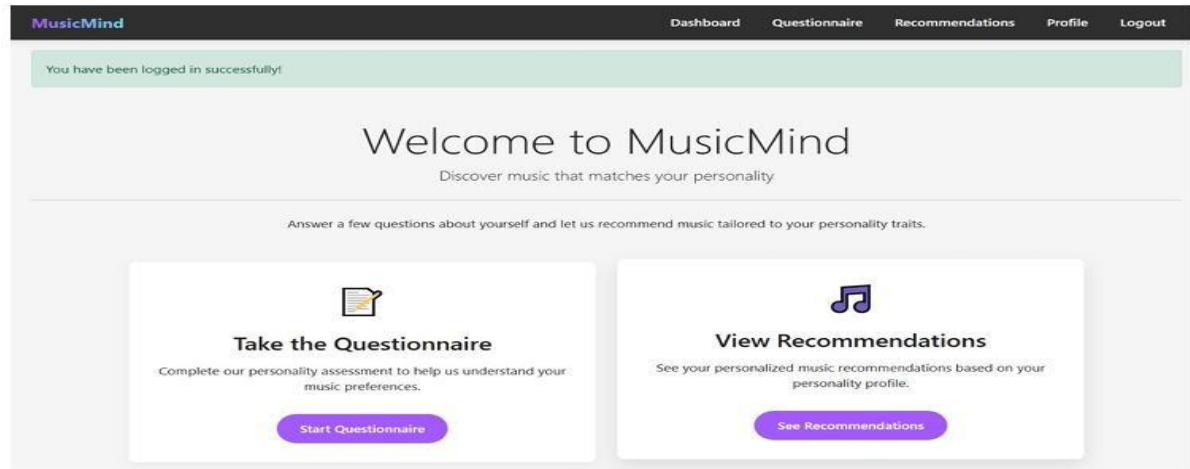 MusicMind
Dashboard Questionnaire Recommendations Profile Logout
You have been logged in successfully!
Welcome to MusicMind
Discover music that matches your personality
Answer a few questions about yourself and let us recommend music tailored to your personality traits.
Take the Questionnaire
Complete our personality assessment to help us understand your
music preferences.
Start Questionnaire
View Recommendations
See your personalized music recommendations based on your
personality profile.
See Recommendations